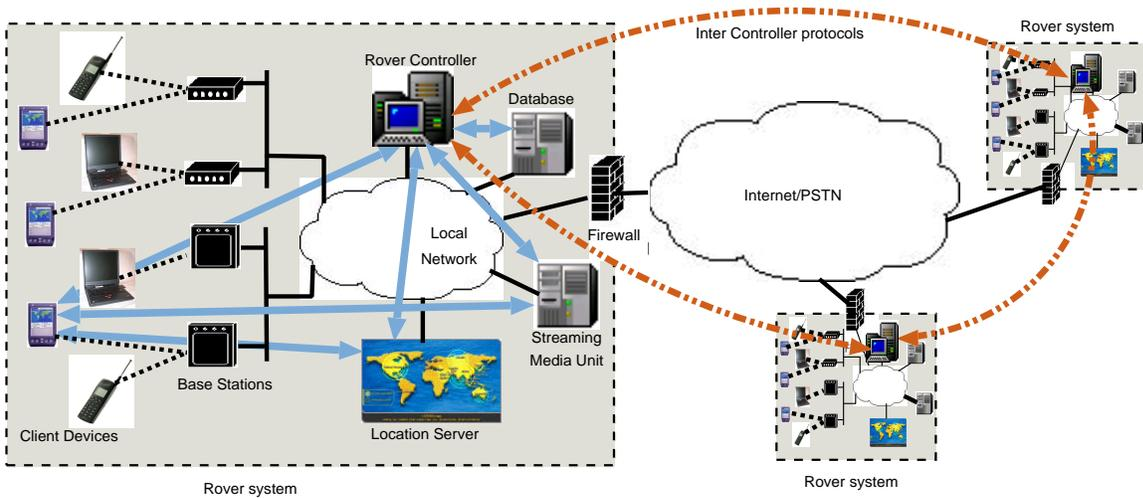 Rover system
Inter Controller protocols
Rover Controller
Database
Internet/PSTN
Local
Network
Firewall
Streaming
Media Unit
Base Stations
Client Devices
Location Server
Rover system
Rover system